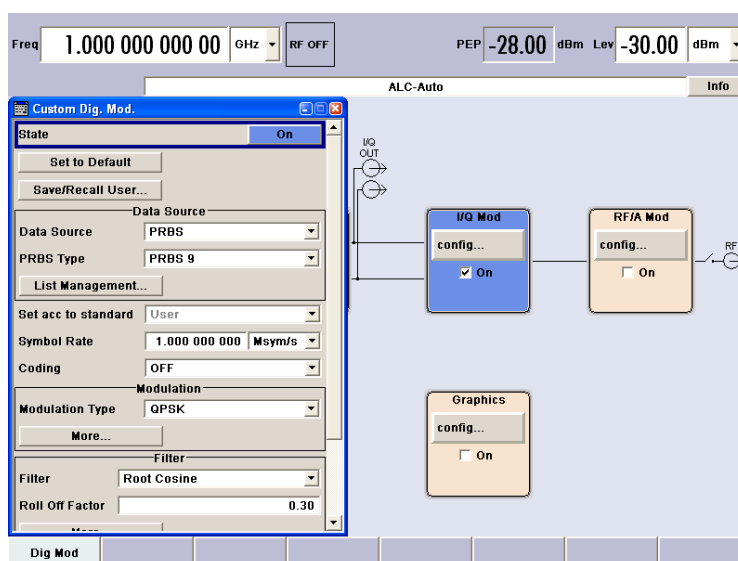 Freq 1.000 000 000 00 GHz RF OFF PEP -28.00 dBm Lev -30.00 dBm
ALC-Auto Info
Custom Dig. Mod.
State On
Set to Default
Save/Recall User...
Data Source
Data Source PRBS
PRBS Type PRBS 9
List Management...
Set acc to standard User
Symbol Rate 1.000 000 000 Msym/s
Coding OFF
Modulation
Modulation Type QPSK
More...
Filter
Filter Root Cosine
Roll Off Factor 0.30
I/Q
OUT
I/Q Mod
config...
On
RF/A Mod
config...
On
RF
Graphics
config...
On
Dig Mod